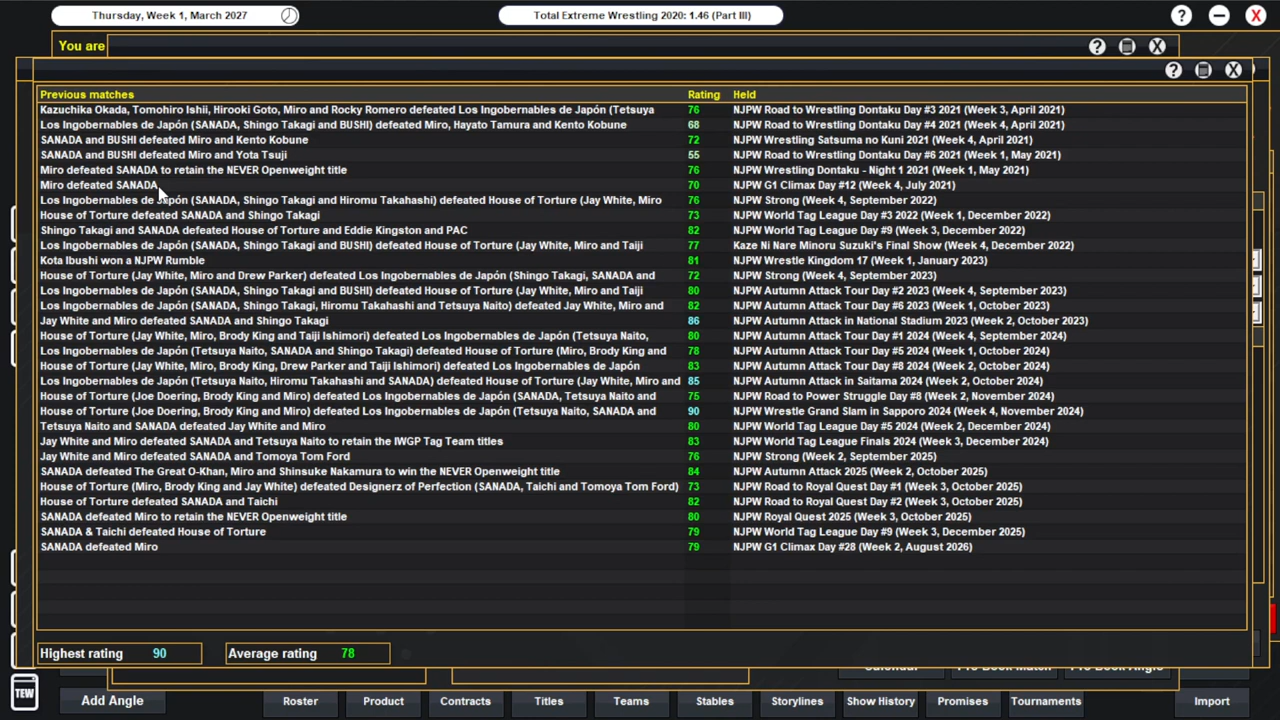 Thursday, Week 1, March 2027
Total Extreme Wrestling 2020: 1.46 (Part III)
You are
Previous matches Rating Held
Kazuchika Okada, Tomohiro Ishii, Hirooki Goto, Miro and Rocky Romero defeated Los Ingobernables de Japón (Tetsuya 76 NJPW Road to Wrestling Dontaku Day #3 2021 (Week 3, April 2021)
Los Ingobernables de Japón (SANADA, Shingo Takagi and BUSHI) defeated Miro, Hayato Tamura and Kento Kobune 68 NJPW Road to Wrestling Dontaku Day #4 2021 (Week 4, April 2021)
SANADA and BUSHI defeated Miro and Kento Kobune 72 NJPW Wrestling Satsuma no Kuni 2021 (Week 4, April 2021)
SANADA and BUSHI defeated Miro and Yota Tsuji 55 NJPW Road to Wrestling Dontaku Day #6 2021 (Week 1, May 2021)
Miro defeated SANADA to retain the NEVER Openweight title 76 NJPW Wrestling Dontaku - Night 1 2021 (Week 1, May 2021)
Miro defeated SANADA 70 NJPW G1 Climax Day #12 (Week 4, July 2021)
Los Ingobernables de Japón (SANADA, Shingo Takagi and Hiromu Takahashi) defeated House of Torture (Jay White, Miro 76 NJPW Strong (Week 4, September 2022)
House of Torture defeated SANADA and Shingo Takagi 73 NJPW World Tag League Day #3 2022 (Week 1, December 2022)
Shingo Takagi and SANADA defeated House of Torture and Eddie Kingston and PAC 82 NJPW World Tag League Day #9 (Week 3, December 2022)
Los Ingobernables de Japón (SANADA, Shingo Takagi and BUSHI) defeated House of Torture (Jay White, Miro and Taiji 77 Kaze Ni Nare Minoru Suzuki's Final Show (Week 4, December 2022)
Kota Ibushi won a NJPW Rumble 81 NJPW Wrestle Kingdom 17 (Week 1, January 2023)
House of Torture (Jay White, Miro and Drew Parker) defeated Los Ingobernables de Japón (Shingo Takagi, SANADA and 72 NJPW Strong (Week 4, September 2023)
Los Ingobernables de Japón (SANADA, Shingo Takagi and BUSHI) defeated House of Torture (Jay White, Miro and Taiji 80 NJPW Autumn Attack Tour Day #2 2023 (Week 4, September 2023)
Los Ingobernables de Japón (SANADA, Shingo Takagi, Hiromu Takahashi and Tetsuya Naito) defeated Jay White, Miro and 82 NJPW Autumn Attack Tour Day #6 2023 (Week 1, October 2023)
Jay White and Miro defeated SANADA and Shingo Takagi 86 NJPW Autumn Attack in National Stadium 2023 (Week 2, October 2023)
House of Torture (Jay White, Miro, Brody King and Taiji Ishimori) defeated Los Ingobernables de Japón (Tetsuya Naito, 80 NJPW Autumn Attack Tour Day #1 2024 (Week 4, September 2024)
Los Ingobernables de Japón (Tetsuya Naito, SANADA and Shingo Takagi) defeated House of Torture (Miro, Brody King and 78 NJPW Autumn Attack Tour Day #5 2024 (Week 1, October 2024)
House of Torture (Jay White, Miro, Brody King, Drew Parker and Taiji Ishimori) defeated Los Ingobernables de Japón 83 NJPW Autumn Attack Tour Day #8 2024 (Week 2, October 2024)
Los Ingobernables de Japón (Tetsuya Naito, Hiromu Takahashi and SANADA) defeated House of Torture (Jay White, Miro and 85 NJPW Autumn Attack in Saitama 2024 (Week 2, October 2024)
House of Torture (Joe Doering, Brody King and Miro) defeated Los Ingobernables de Japón (SANADA, Tetsuya Naito and 75 NJPW Road to Power Struggle Day #8 (Week 2, November 2024)
House of Torture (Joe Doering, Brody King and Miro) defeated Los Ingobernables de Japón (Tetsuya Naito, SANADA and 90 NJPW Wrestle Grand Slam in Sapporo 2024 (Week 4, November 2024)
Tetsuya Naito and SANADA defeated Jay White and Miro 80 NJPW World Tag League Day #5 2024 (Week 2, December 2024)
Jay White and Miro defeated SANADA and Tetsuya Naito to retain the IWGP Tag Team titles 83 NJPW World Tag League Finals 2024 (Week 3, December 2024)
Jay White and Miro defeated SANADA and Tomoya Tom Ford 76 NJPW Strong (Week 2, September 2025)
SANADA defeated The Great O-Khan, Miro and Shinsuke Nakamura to win the NEVER Openweight title 84 NJPW Autumn Attack 2025 (Week 2, October 2025)
House of Torture (Miro, Brody King and Jay White) defeated Designerz of Perfection (SANADA, Taichi and Tomoya Tom Ford) 73 NJPW Road to Royal Quest Day #1 (Week 3, October 2025)
House of Torture defeated SANADA and Taichi 82 NJPW Road to Royal Quest Day #2 (Week 3, October 2025)
SANADA defeated Miro to retain the NEVER Openweight title 80 NJPW Royal Quest 2025 (Week 3, October 2025)
SANADA & Taichi defeated House of Torture 79 NJPW World Tag League Day #9 (Week 3, December 2025)
SANADA defeated Miro 79 NJPW G1 Climax Day #28 (Week 2, August 2026)
Highest rating 90 Average rating 78
TEW Add Angle Roster Product Contracts Titles Teams Stables Storylines Show History Promises Tournaments Import